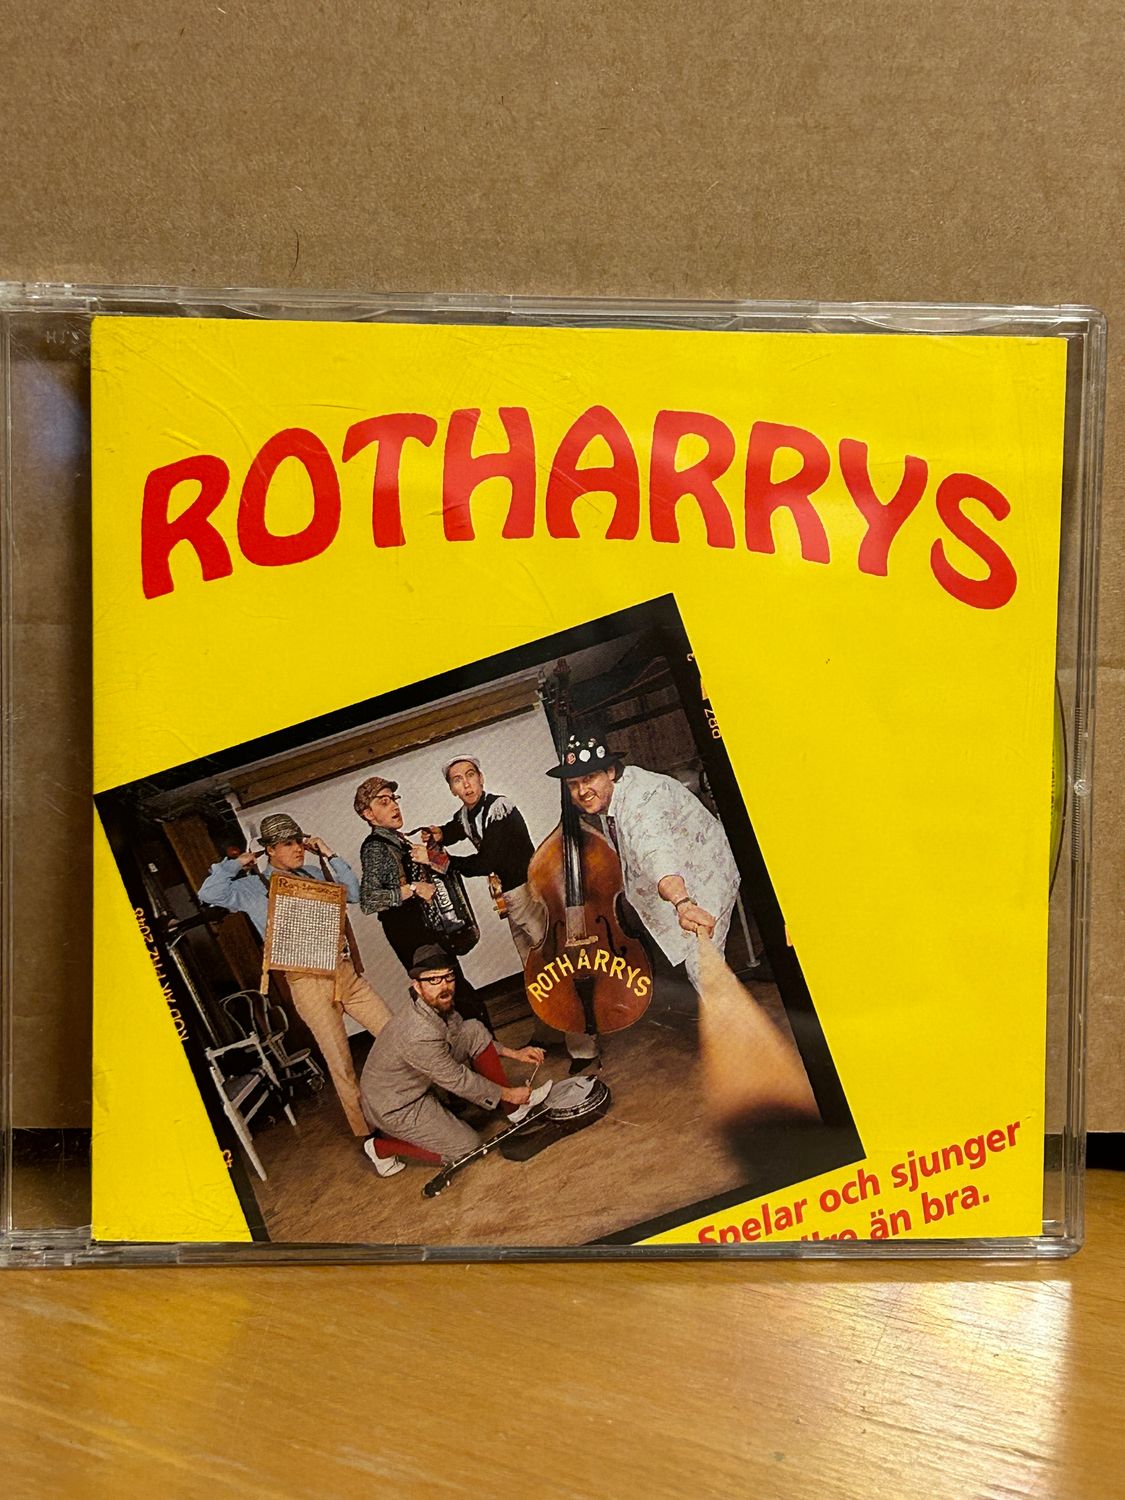 ROTHARRYS
ROTHARRYS
Spelar och sjunger
än bra.